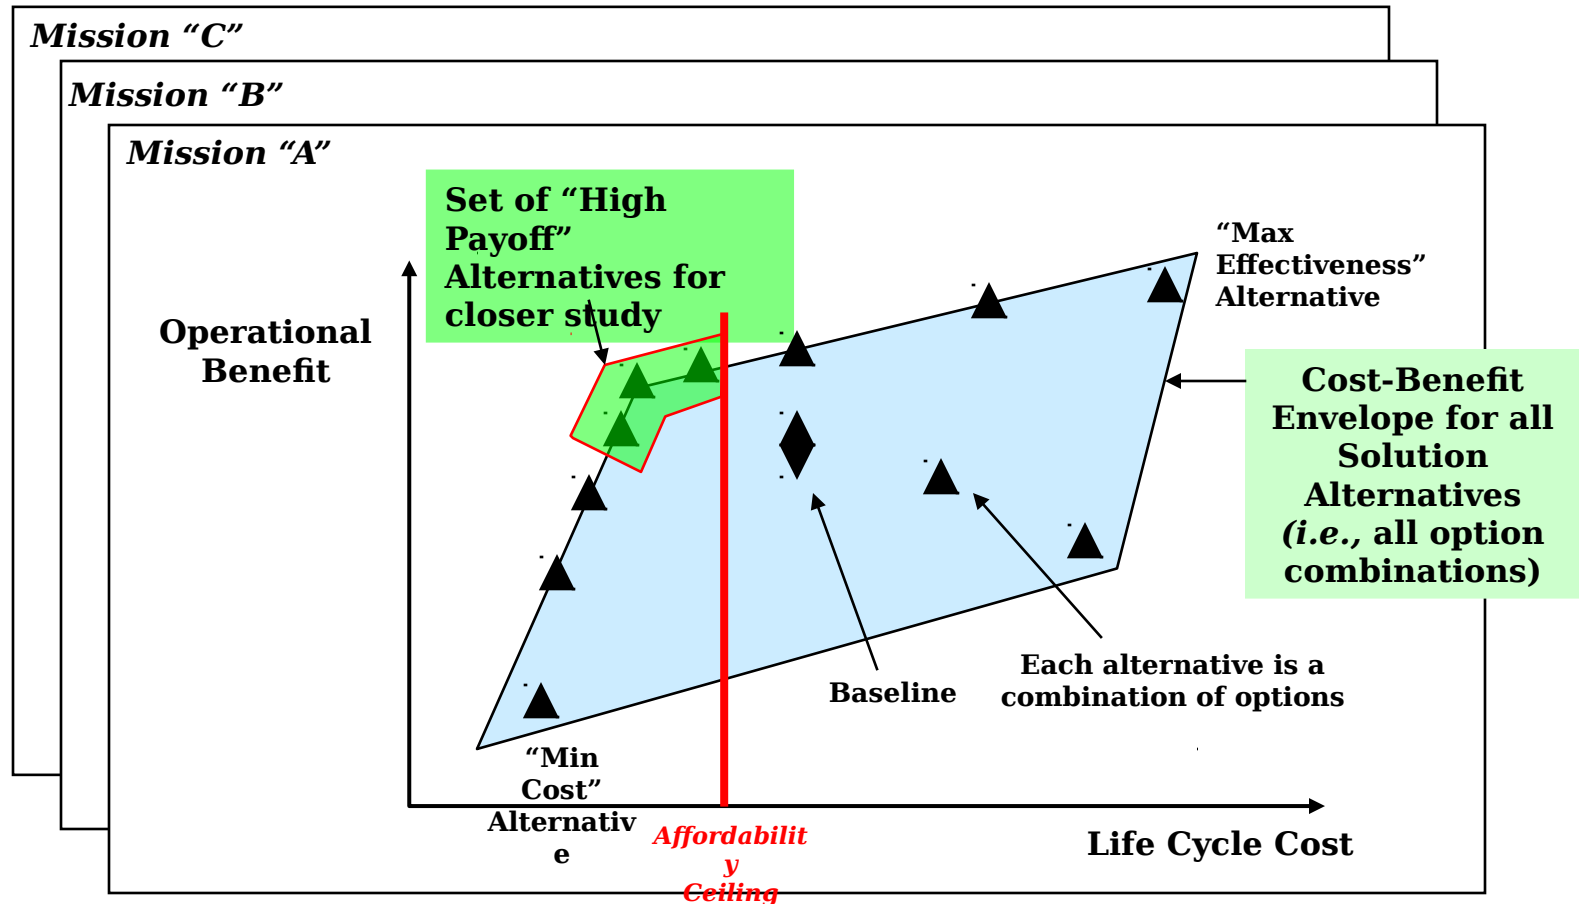 Mission “C”
Mission “B”
Mission “A”
Set of “High
Payoff”
Alternatives for
closer study
“Max
Effectiveness”
Alternative
Operational
Benefit
Cost-Benefit
Envelope for all
Solution
Alternatives
(i.e., all option
combinations)
Each alternative is a
combination of options
Baseline
“Min
Cost”
Alternativ
e
Affordabilit
y
Ceiling
Life Cycle Cost